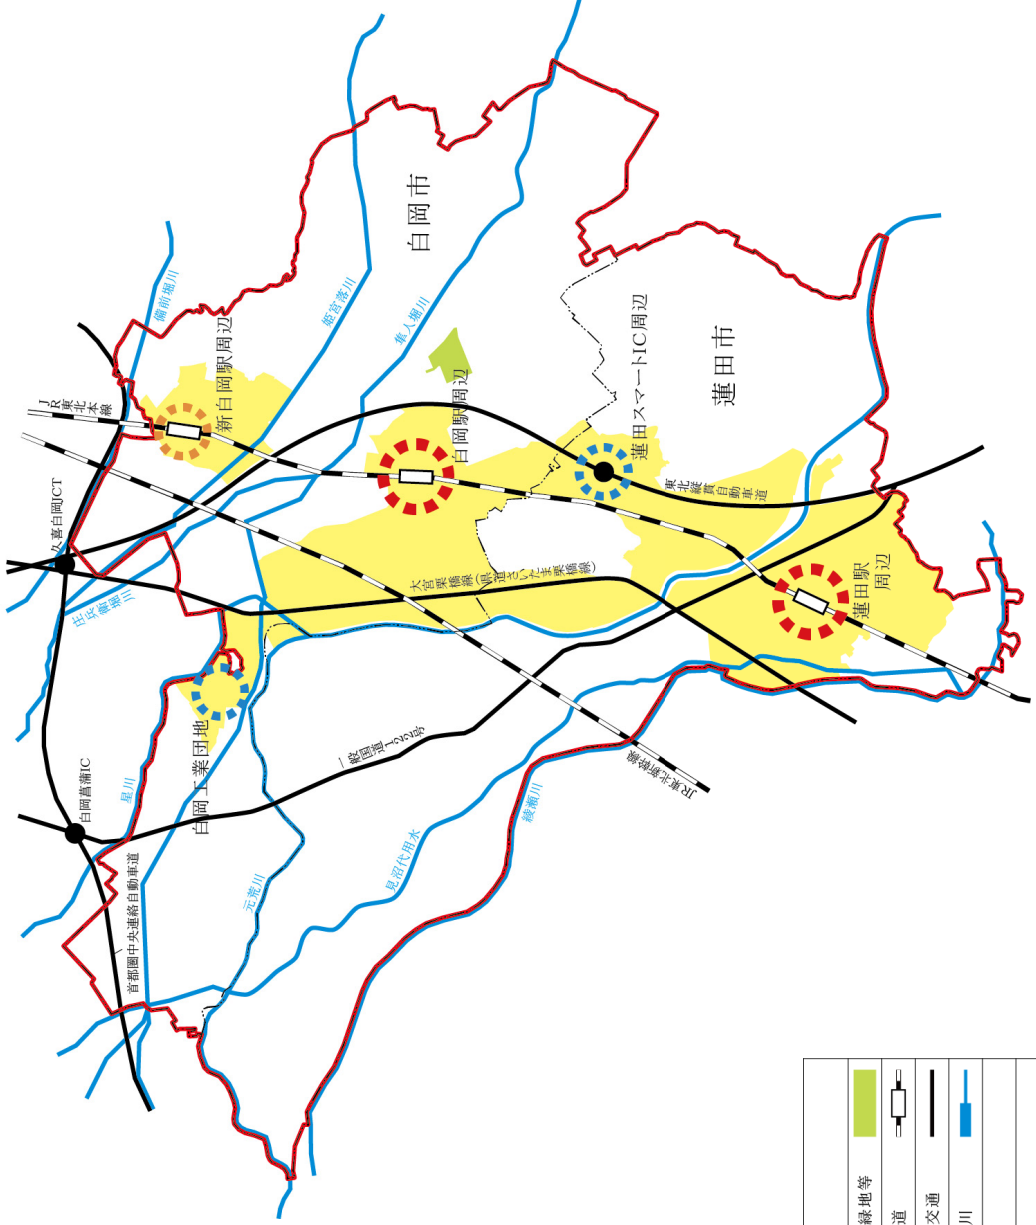 備前堀川
姫宮落川
隼人堀川
白岡市
JR東北本線
新白岡駅周辺
久喜白岡JCT
庄兵衛堀川
白岡駅周辺
蓮田スマートIC周辺
蓮田市
東北縦貫自動車道
大宮栗橋線(県道さいたま栗橋線)
蓮田駅
周辺
白岡工業団地
星川
白岡菖蒲IC
一般国道122号
JR東北新幹線
綾瀬川
見沼代用水
元荒川
首都圏中央連絡自動車道
緑地等
道
交通
川